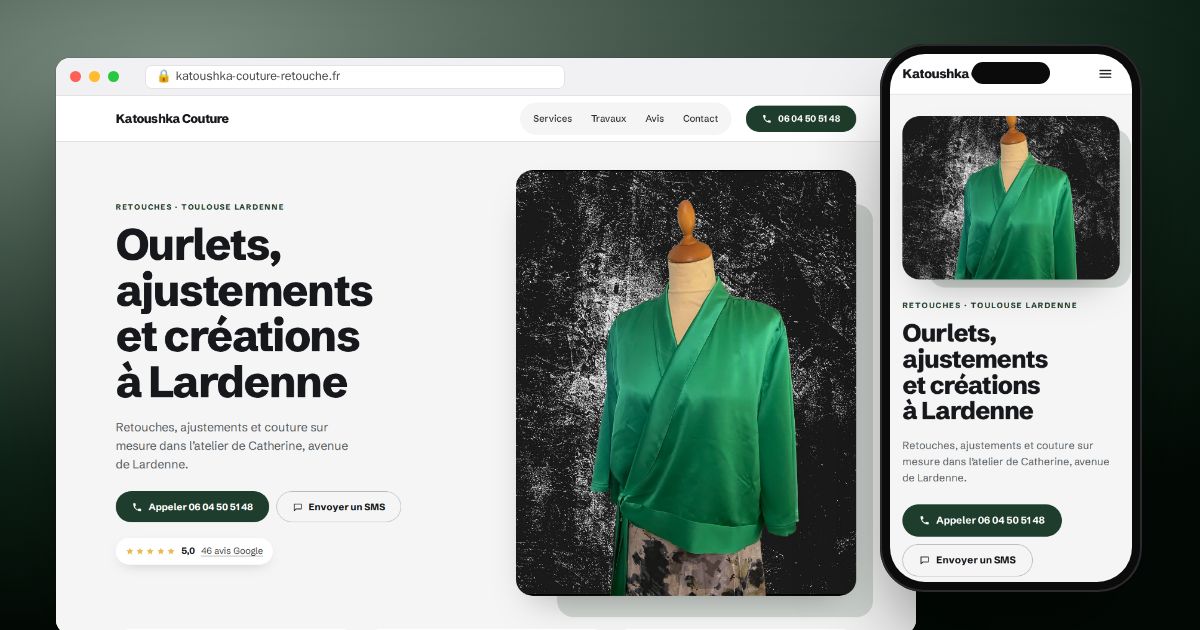 katoushka-couture-retouche.fr
Katoushka Couture
Services Travaux Avis Contact
06 04 50 51 48
RETOUCHES · TOULOUSE LARDENNE
Ourlets,
ajustements
et créations
à Lardenne
Retouches, ajustements et couture sur
mesure dans l'atelier de Catherine, avenue
de Lardenne.
Appeler 06 04 50 51 48
Envoyer un SMS
5,0 46 avis Google
Katoushka
RETOUCHES · TOULOUSE LARDENNE
Ourlets,
ajustements
et créations
à Lardenne
Retouches, ajustements et couture sur
mesure dans l'atelier de Catherine, avenue
de Lardenne.
Appeler 06 04 50 51 48
Envoyer un SMS